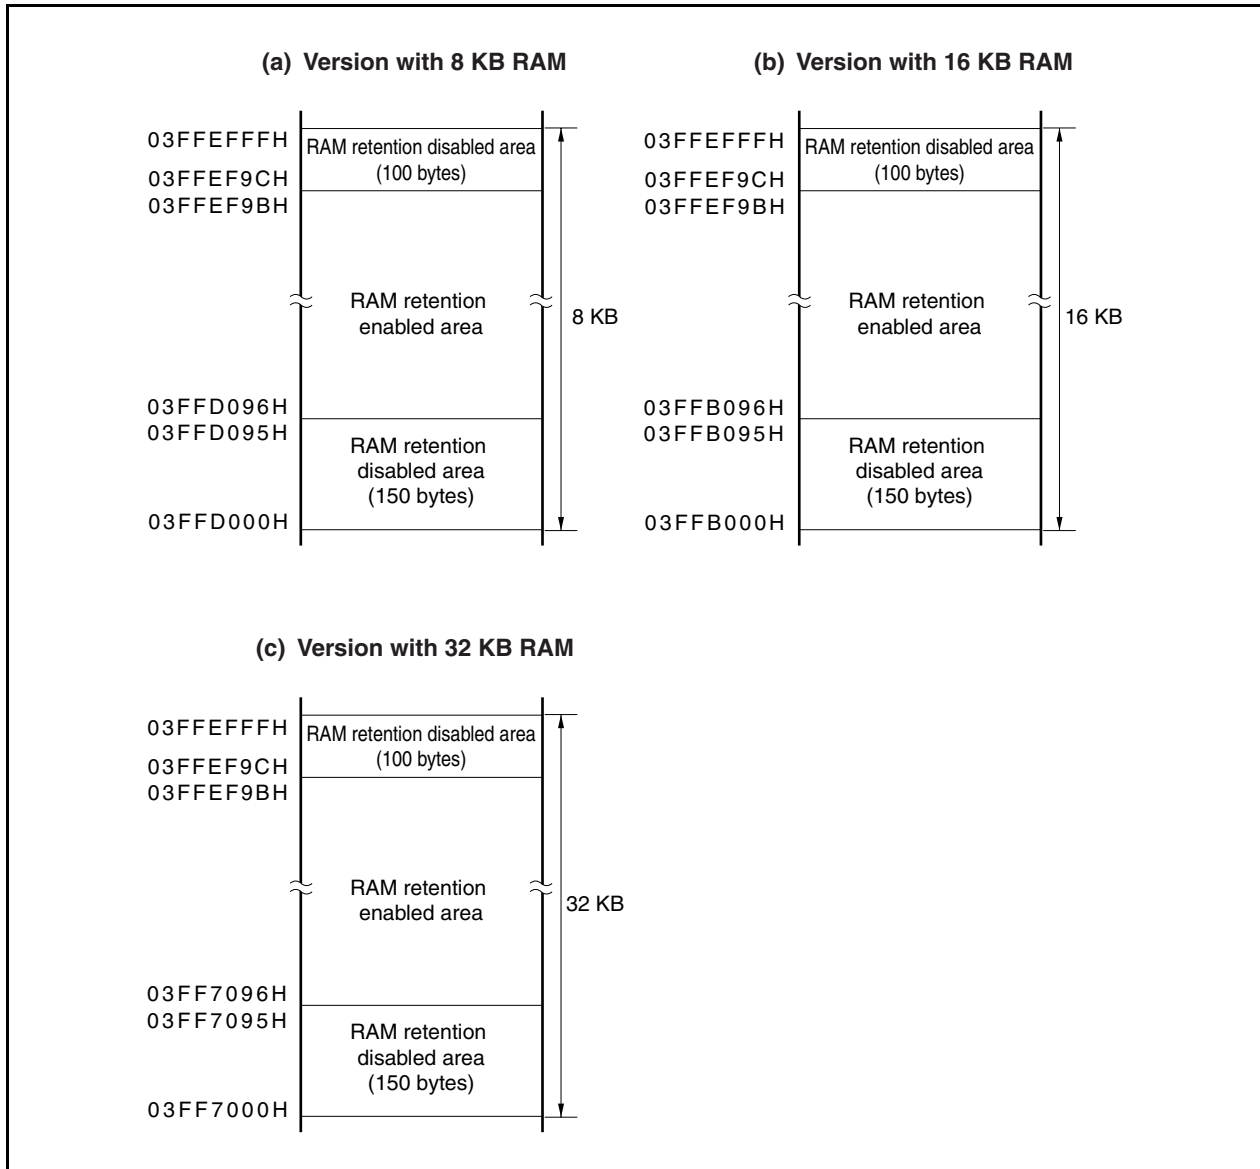 (a) Version with 8 KB RAM
03FFEFFFH
RAM retention disabled area
(100 bytes)
03FFEF9CH
03FFEF9BH
RAM retention
enabled area
8 KB
03FFD096H
03FFD095H
RAM retention
disabled area
(150 bytes)
03FFD000H
(b) Version with 16 KB RAM
03FFEFFFH
RAM retention disabled area
(100 bytes)
03FFEF9CH
03FFEF9BH
RAM retention
enabled area
16 KB
03FFB096H
03FFB095H
RAM retention
disabled area
(150 bytes)
03FFB000H
(c) Version with 32 KB RAM
03FFEFFFH
RAM retention disabled area
(100 bytes)
03FFEF9CH
03FFEF9BH
RAM retention
enabled area
32 KB
03FF7096H
03FF7095H
RAM retention
disabled area
(150 bytes)
03FF7000H